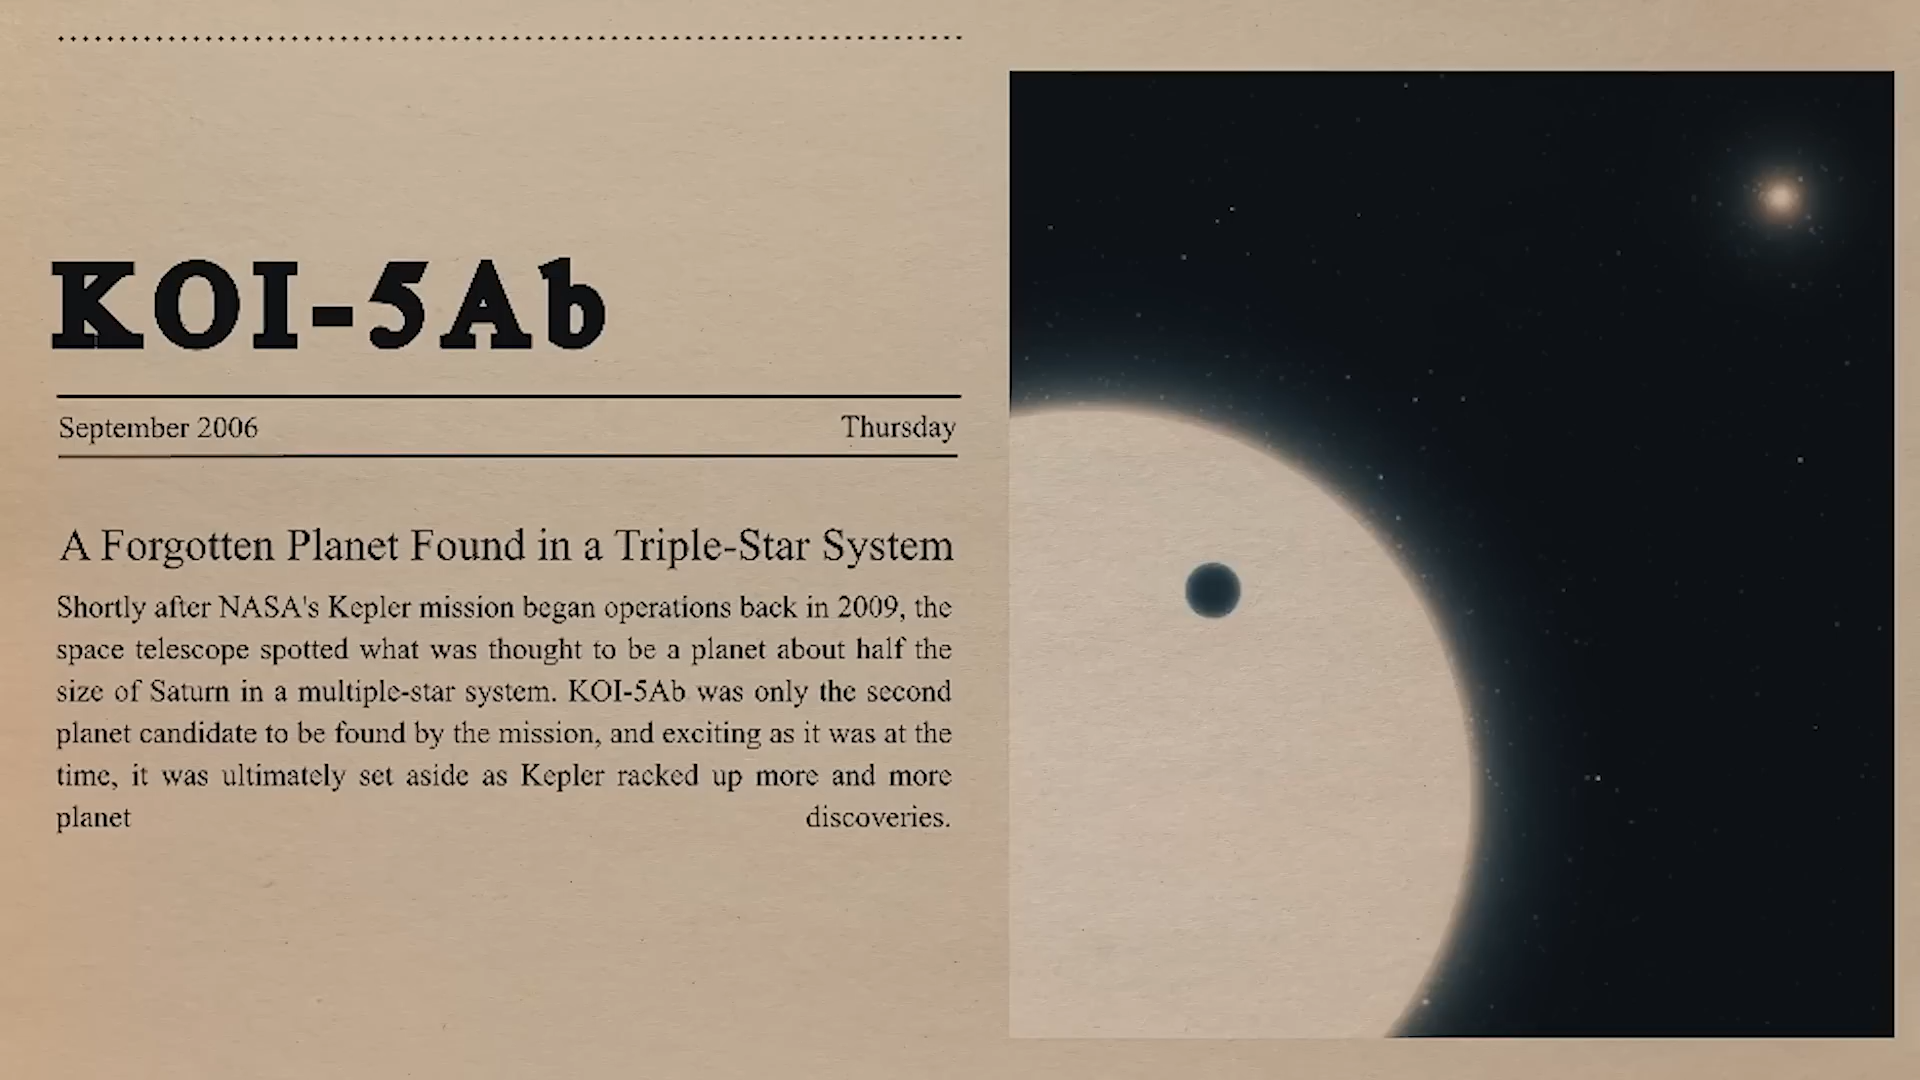 KOI-5Ab
September 2006 Thursday
A Forgotten Planet Found in a Triple-Star System
Shortly after NASA's Kepler mission began operations back in 2009, the
space telescope spotted what was thought to be a planet about half the
size of Saturn in a multiple-star system. KOI-5Ab was only the second
planet candidate to be found by the mission, and exciting as it was at the
time, it was ultimately set aside as Kepler racked up more and more
planet discoveries.